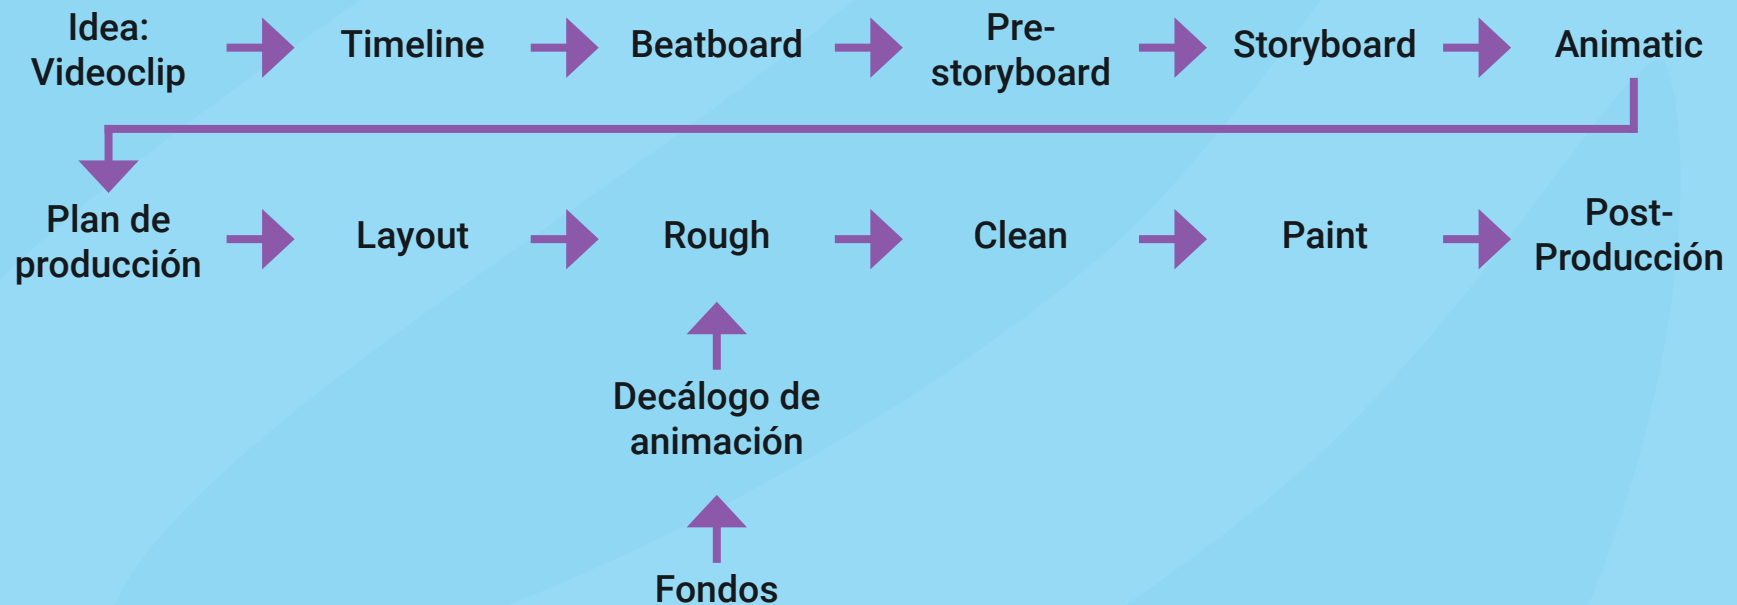 Idea:
Videoclip
Timeline
Beatboard
Pre-
storyboard
Storyboard
Animatic
Plan de
producción
Layout
Rough
Clean
Paint
Post-
Producción
Decálogo de
animación
Fondos